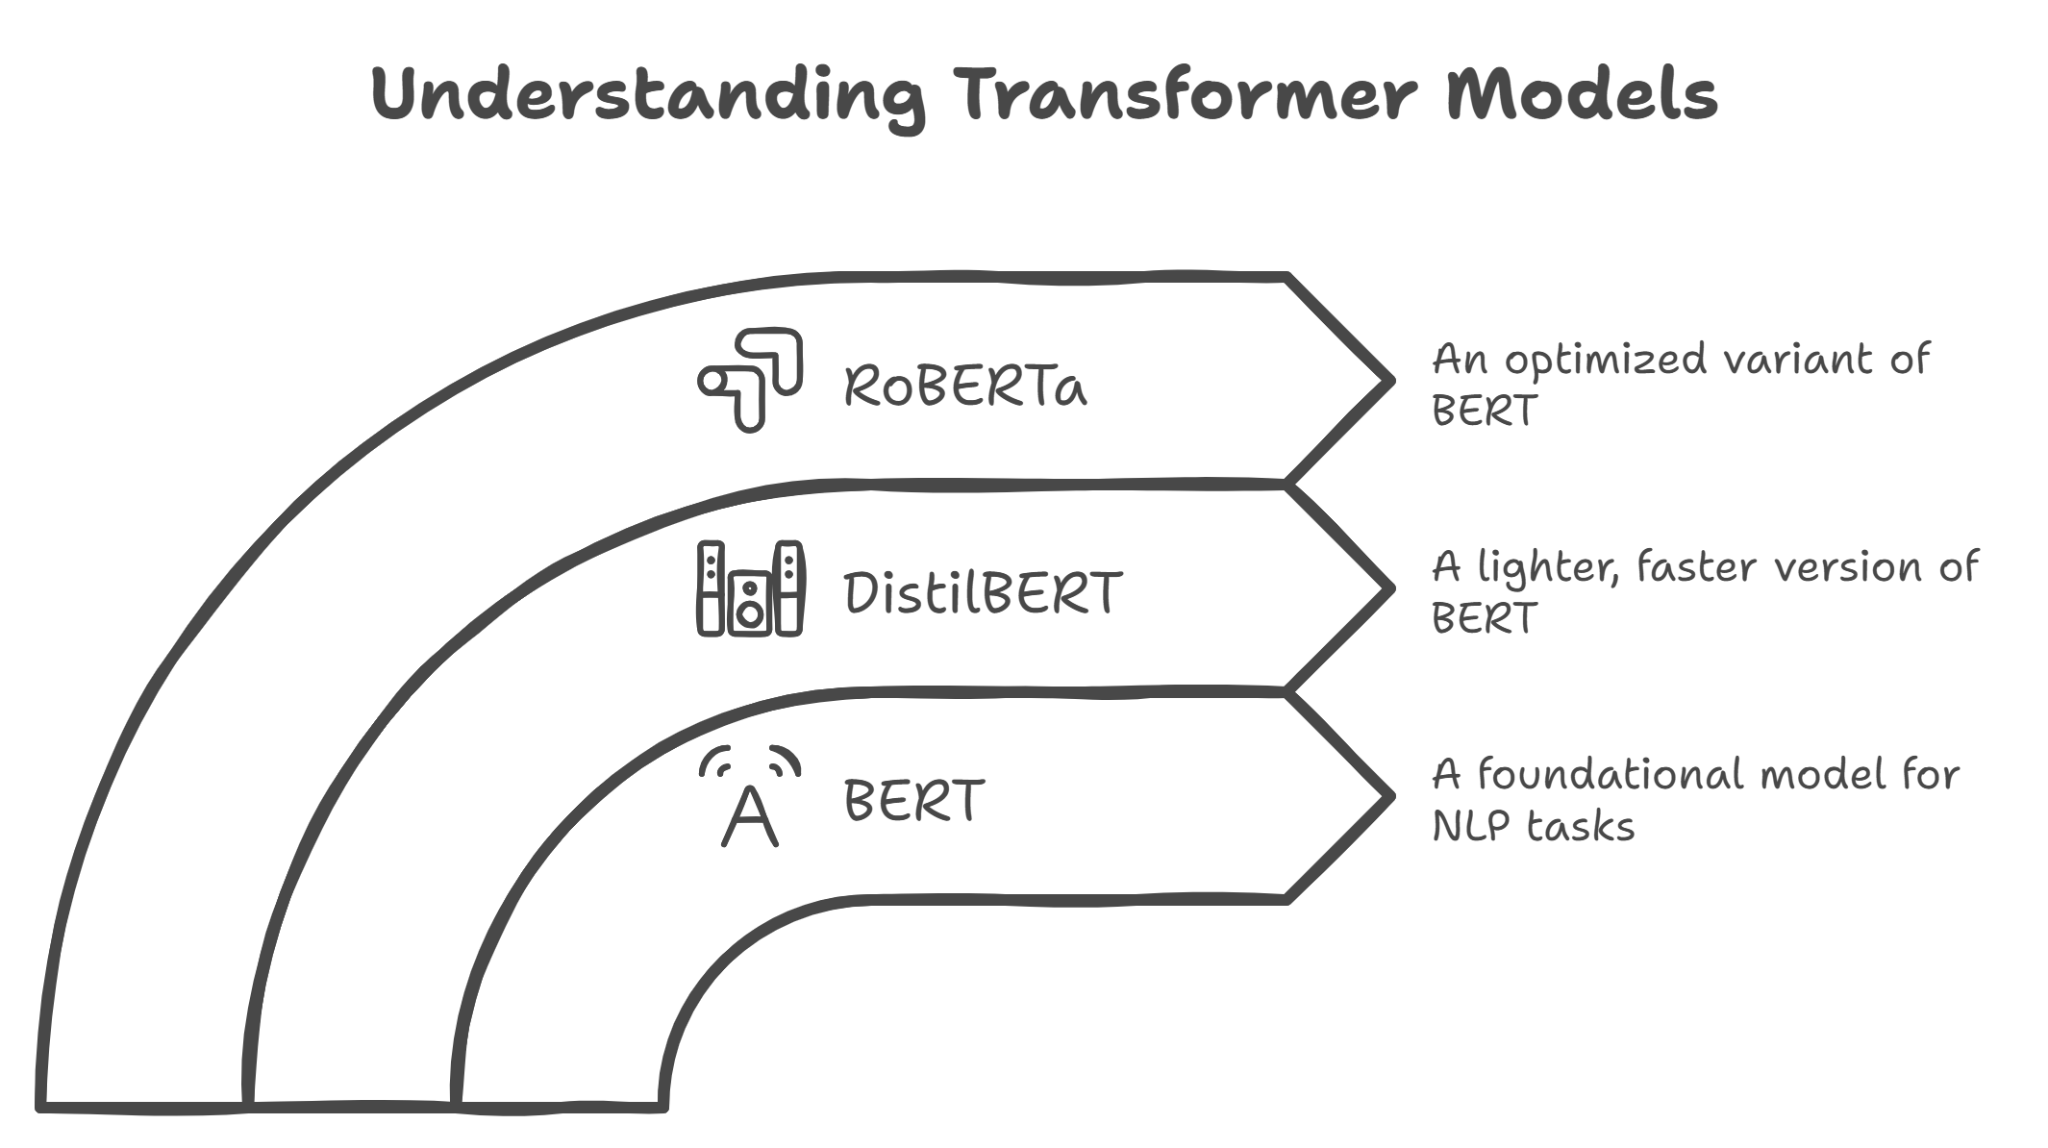 Understanding Transformer Models
RoBERTa
An optimized variant of
BERT
DistilBERT
A lighter, faster version of
BERT
BERT
A foundational model for
NLP tasks